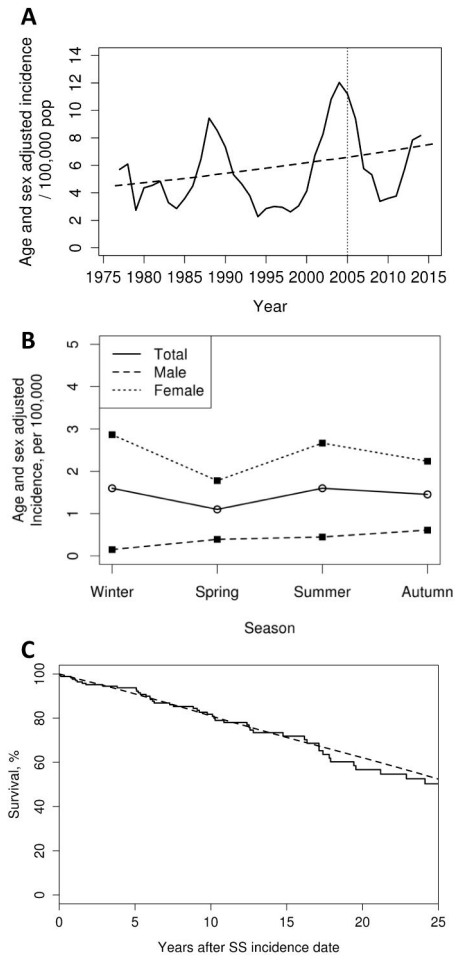 A
Age and sex adjusted incidence
/ 100,000 pop
14
12
10
8
6
4
2
0
1975 1980 1985 1990 1995 2000 2005 2010 2015
Year
B
Age and sex adjusted
Incidence, per 100,000
5
4
3
2
1
0
Total
Male
Female
Winter Spring Summer Autumn
Season
C
Survival, %
100
80
60
40
20
0
0 5 10 15 20 25
Years after SS incidence date